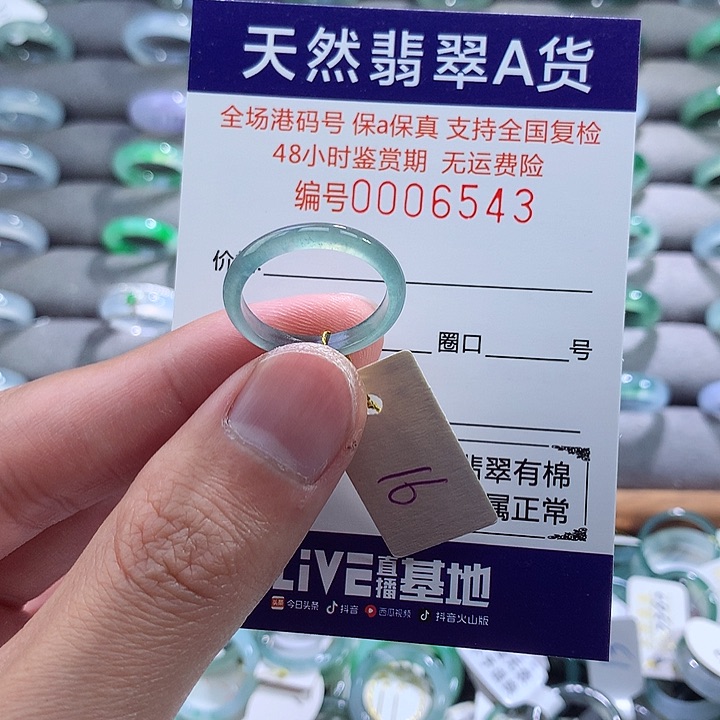 天然翡翠A货
全场港码号 保a保真 支持全国复检
48小时鉴赏期 无运费险
编号0006543
价
圈口 号
翡翠有棉
属正常
16
LIVE直播基地
今日头条 抖音 西瓜视频 抖音火山版